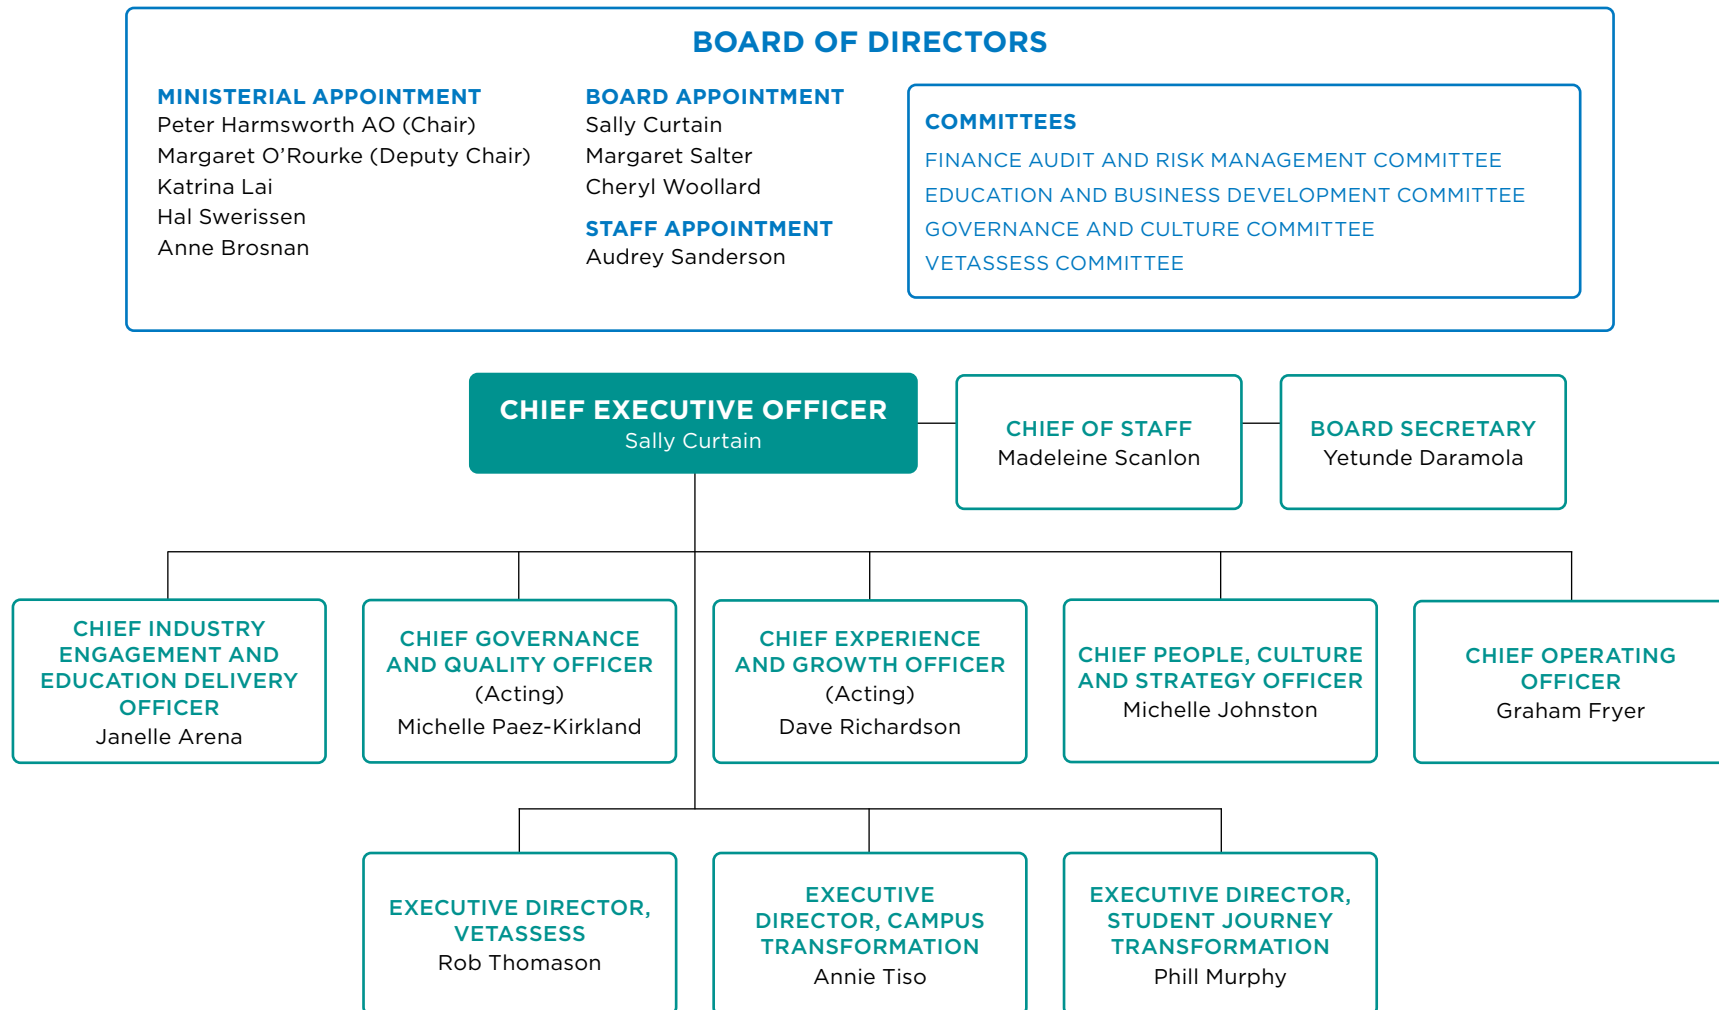 BOARD OF DIRECTORS
MINISTERIAL APPOINTMENT
Peter Harmsworth AO (Chair)
Margaret O’Rourke (Deputy Chair)
Katrina Lai
Hal Swerissen
Anne Brosnan
BOARD APPOINTMENT
Sally Curtain
Margaret Salter
Cheryl Woollard
STAFF APPOINTMENT
Audrey Sanderson
COMMITTEES
FINANCE AUDIT AND RISK MANAGEMENT COMMITTEE
EDUCATION AND BUSINESS DEVELOPMENT COMMITTEE
GOVERNANCE AND CULTURE COMMITTEE
VETASSESS COMMITTEE
CHIEF EXECUTIVE OFFICER
Sally Curtain
CHIEF OF STAFF
Madeleine Scanlon
BOARD SECRETARY
Yetunde Daramola
CHIEF INDUSTRY
ENGAGEMENT AND
EDUCATION DELIVERY
OFFICER
Janelle Arena
CHIEF GOVERNANCE
AND QUALITY OFFICER
(Acting)
Michelle Paez-Kirkland
CHIEF EXPERIENCE
AND GROWTH OFFICER
(Acting)
Dave Richardson
CHIEF PEOPLE, CULTURE
AND STRATEGY OFFICER
Michelle Johnston
CHIEF OPERATING
OFFICER
Graham Fryer
EXECUTIVE DIRECTOR,
VETASSESS
Rob Thomason
EXECUTIVE
DIRECTOR, CAMPUS
TRANSFORMATION
Annie Tiso
EXECUTIVE DIRECTOR,
STUDENT JOURNEY
TRANSFORMATION
Phill Murphy